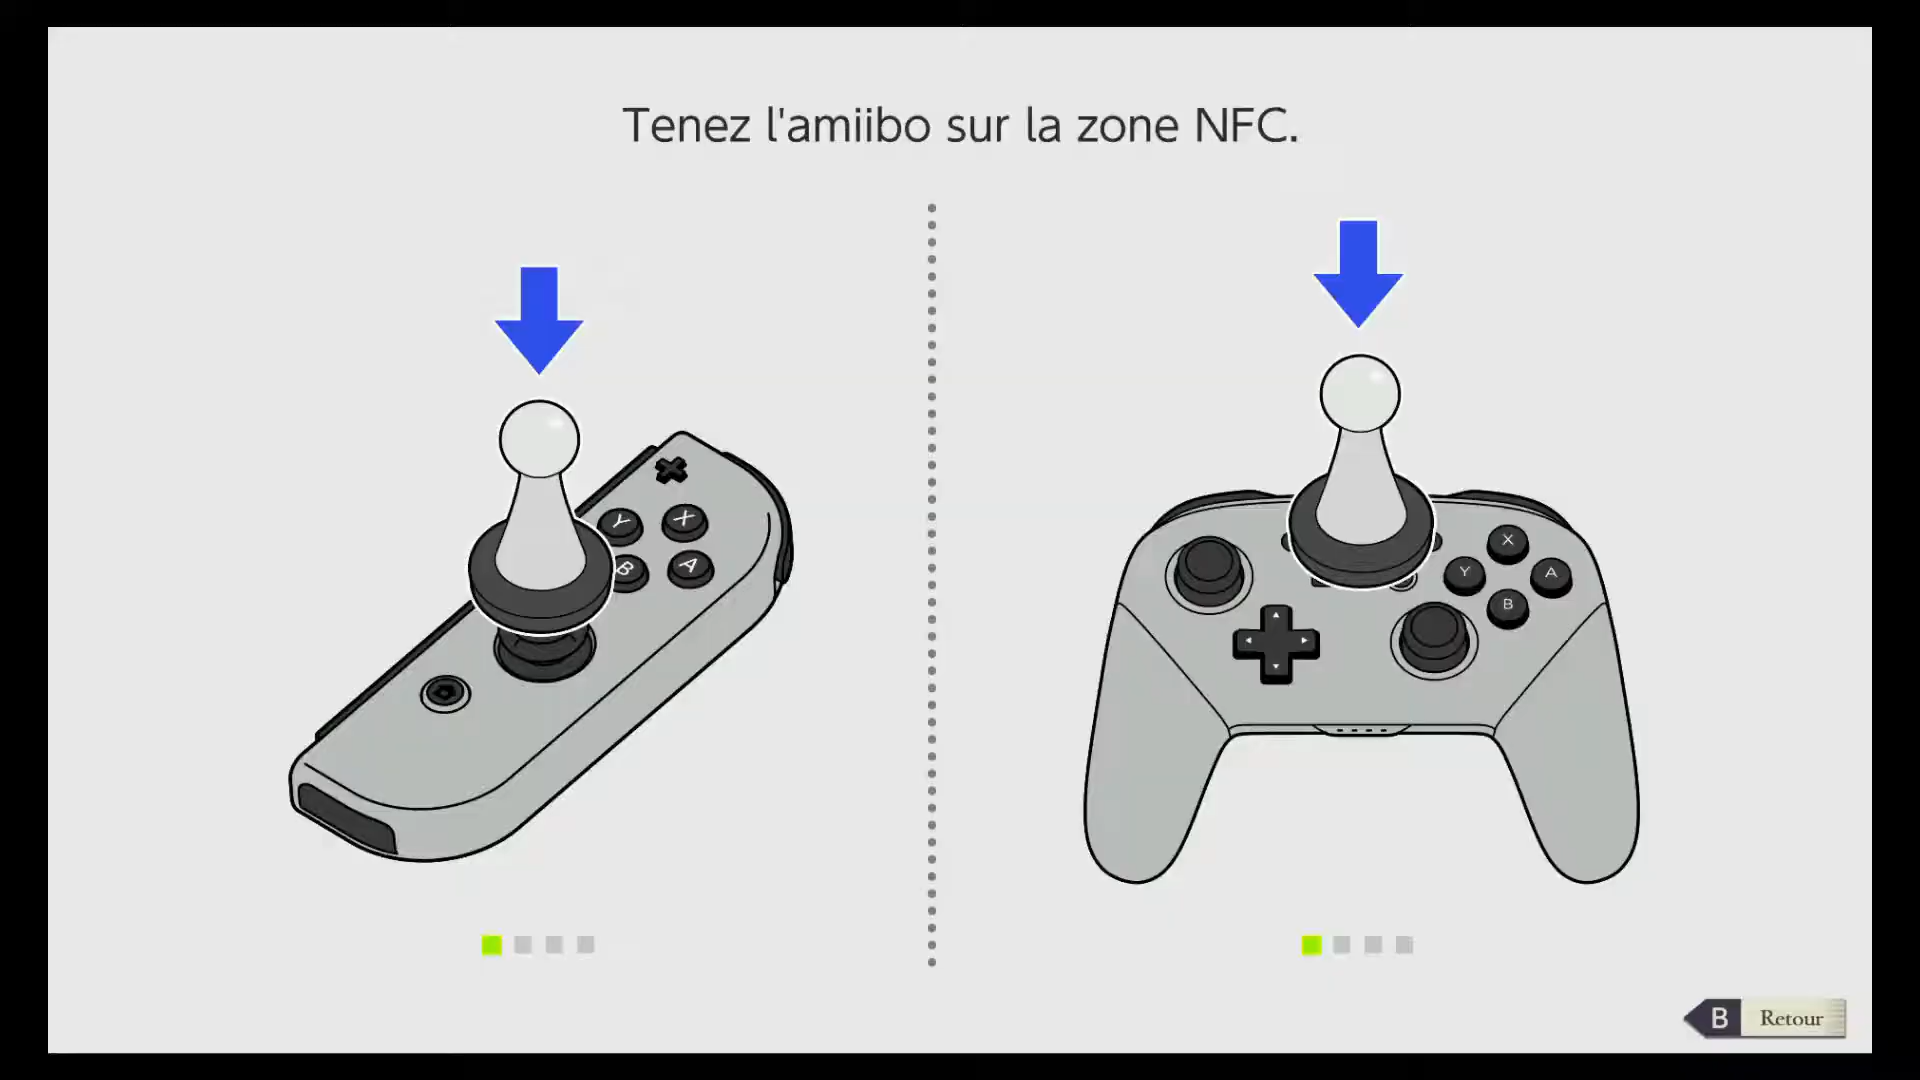 Tenez l'amiibo sur la zone NFC.
Y X
B A
X
Y A
B
B Retour